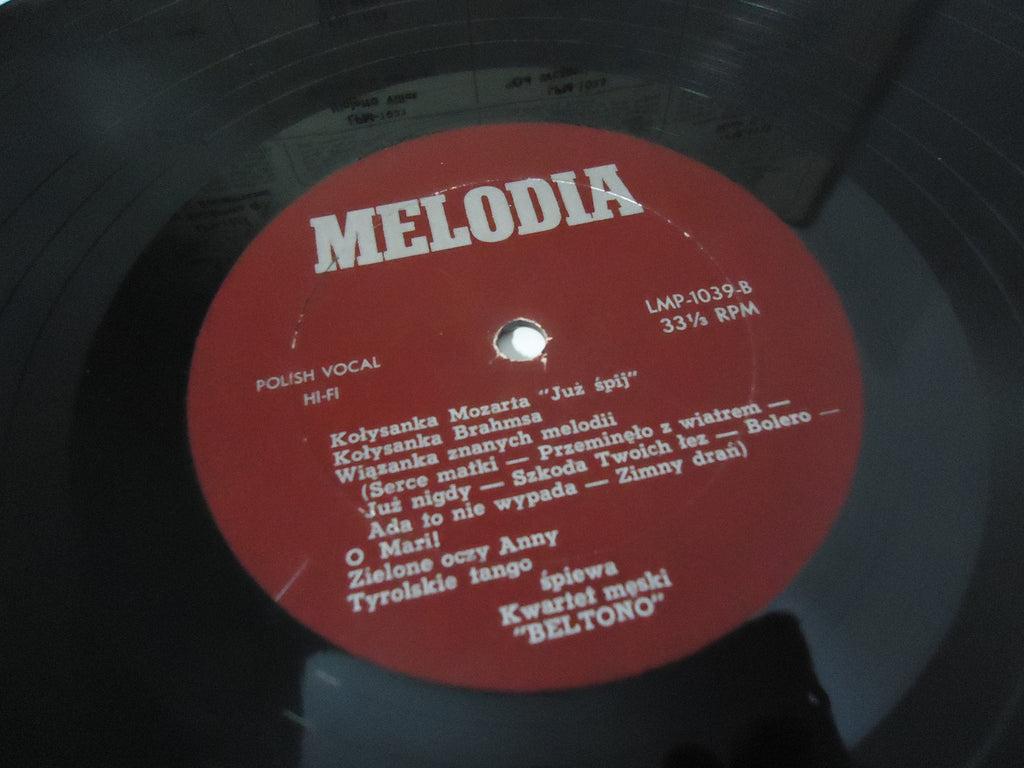 MELODIA
LMP-1039-B
33⅓ RPM
POLISH VOCAL
HI-FI
Kołysanka Mozarta "Już śpij"
Kołysanka Brahmsa
Wiązanka znanych melodii
(Serce matki — Przeminęło z wiatrem —
Już nigdy — Szkoda Twoich łez — Bolero —
Ada to nie wypada — Zimny drań)
O Mari!
Zielone oczy Anny
Tyrolskie tango
śpiewa
Kwartet męski
"BELTONO"